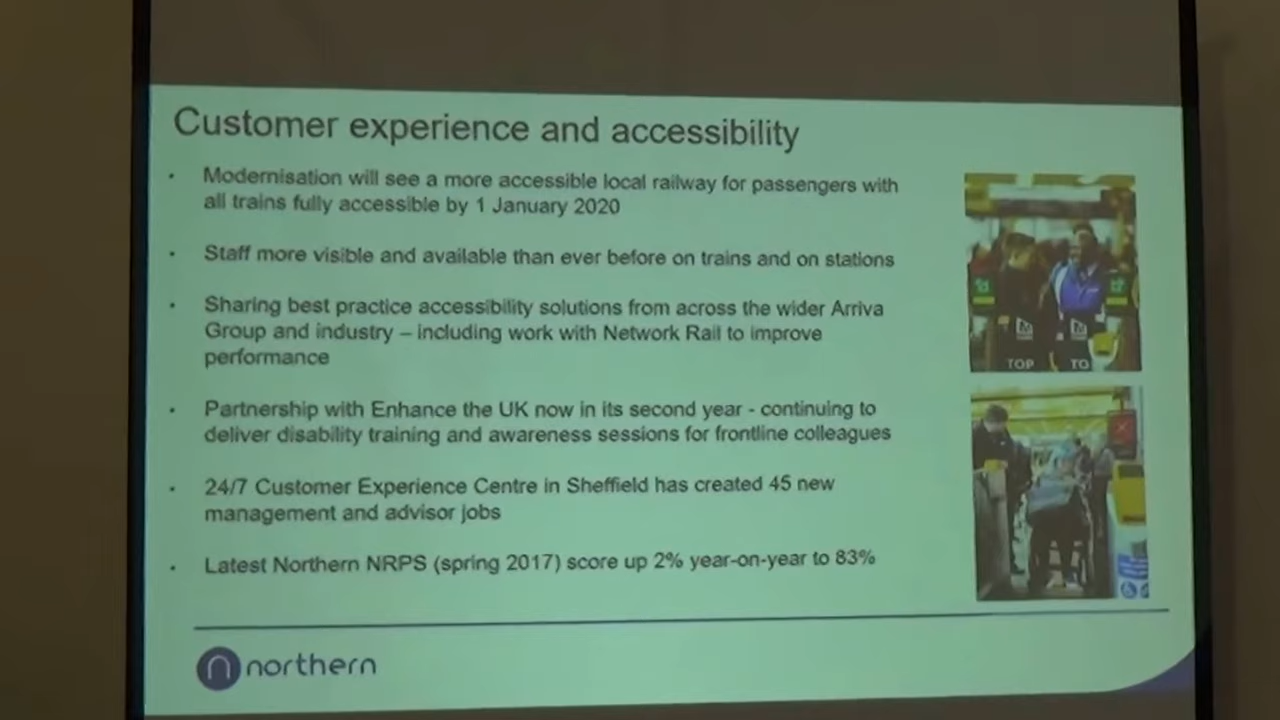 Customer experience and accessibility
• Modernisation will see a more accessible local railway for passengers with
all trains fully accessible by 1 January 2020
• Staff more visible and available than ever before on trains and on stations
• Sharing best practice accessibility solutions from across the wider Arriva
Group and industry – including work with Network Rail to improve
performance
• Partnership with Enhance the UK now in its second year - continuing to
deliver disability training and awareness sessions for frontline colleagues
• 24/7 Customer Experience Centre in Sheffield has created 45 new
management and advisor jobs
• Latest Northern NRPS (spring 2017) score up 2% year-on-year to 83%
TOP TO
northern